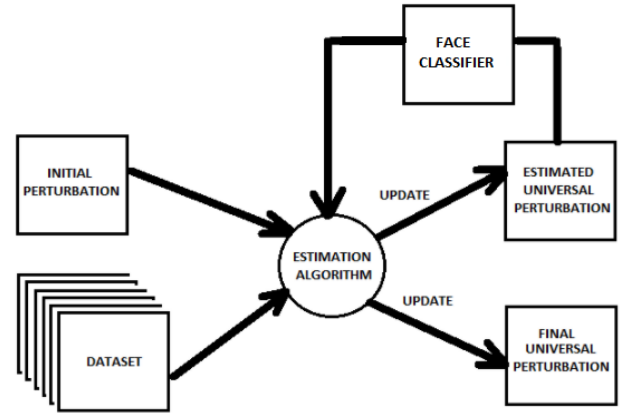 FACE
CLASSIFIER
INITIAL
PERTURBATION
UPDATE
ESTIMATED
UNIVERSAL
PERTURBATION
ESTIMATION
ALGORITHM
UPDATE
DATASET
FINAL
UNIVERSAL
PERTURBATION